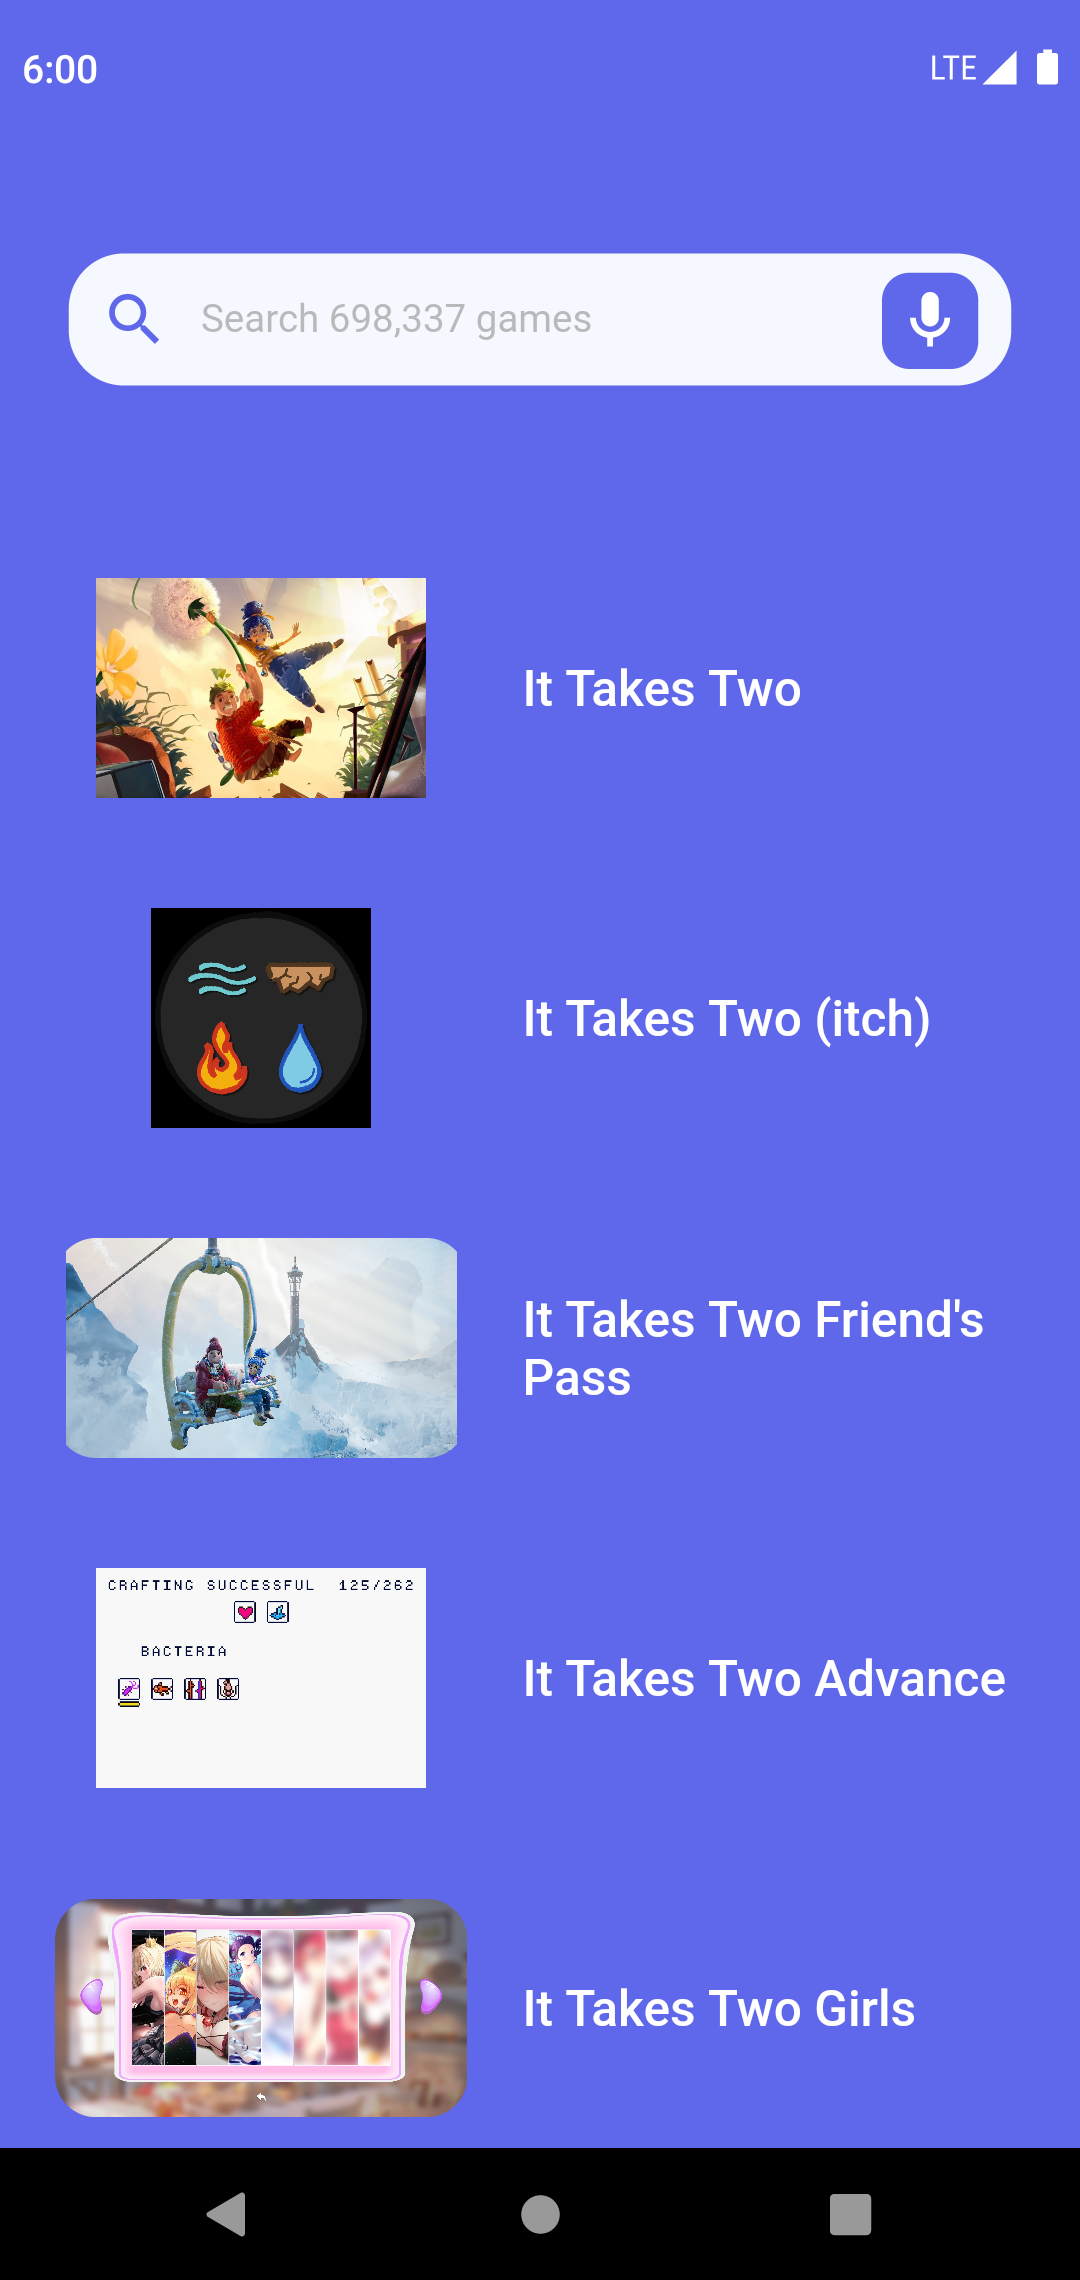 6:00
LTE
Search 698,337 games
It Takes Two
It Takes Two (itch)
It Takes Two Friend's
Pass
CRAFTING SUCCESSFUL 125/262
BACTERIA
It Takes Two Advance
It Takes Two Girls